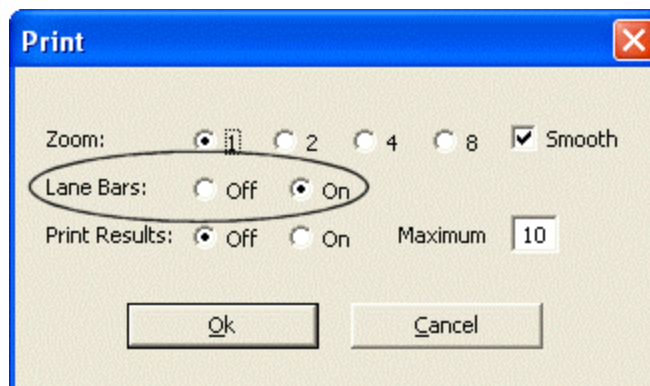 Print
Zoom: 1 2 4 8 Smooth
Lane Bars: Off On
Print Results: Off On Maximum 10
Ok Cancel